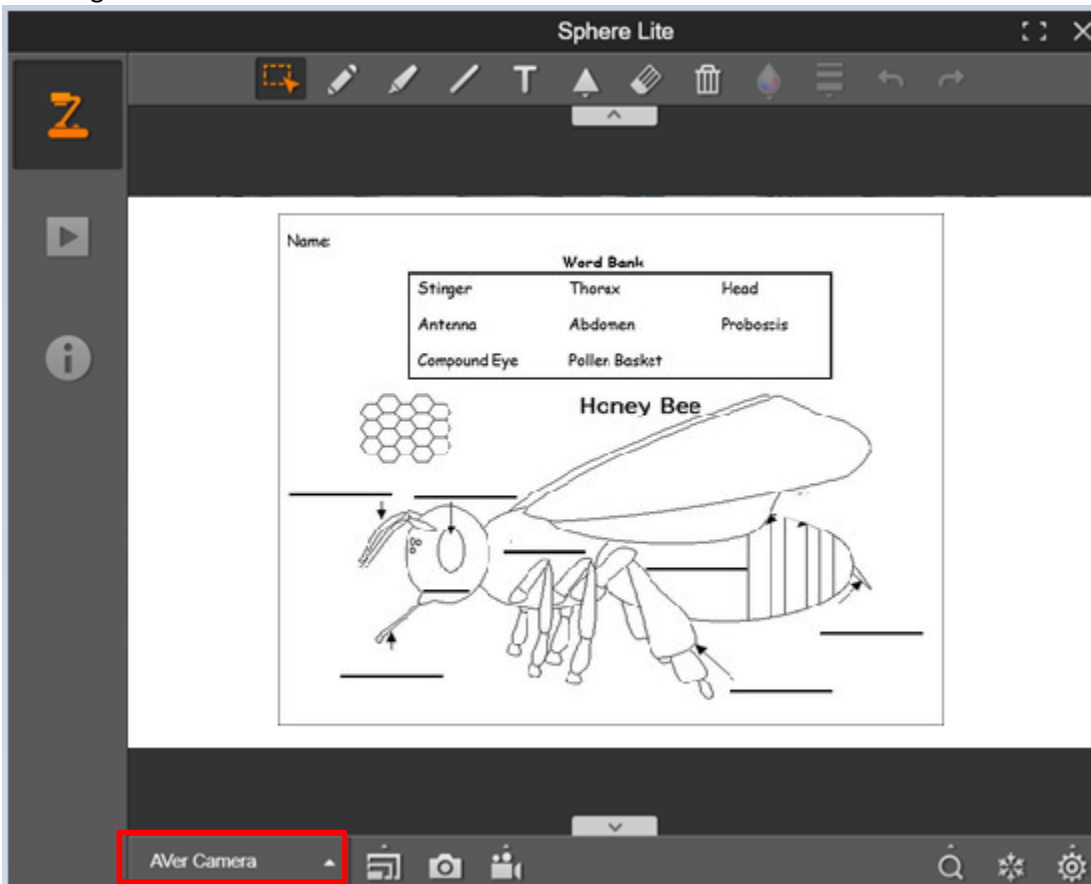 Sphere Lite
T
Name:
Word Bank
Stinger Thorax Head
Antenna Abdomen Proboscis
Compound Eye Pollen Basket
Honey Bee
AVer Camera